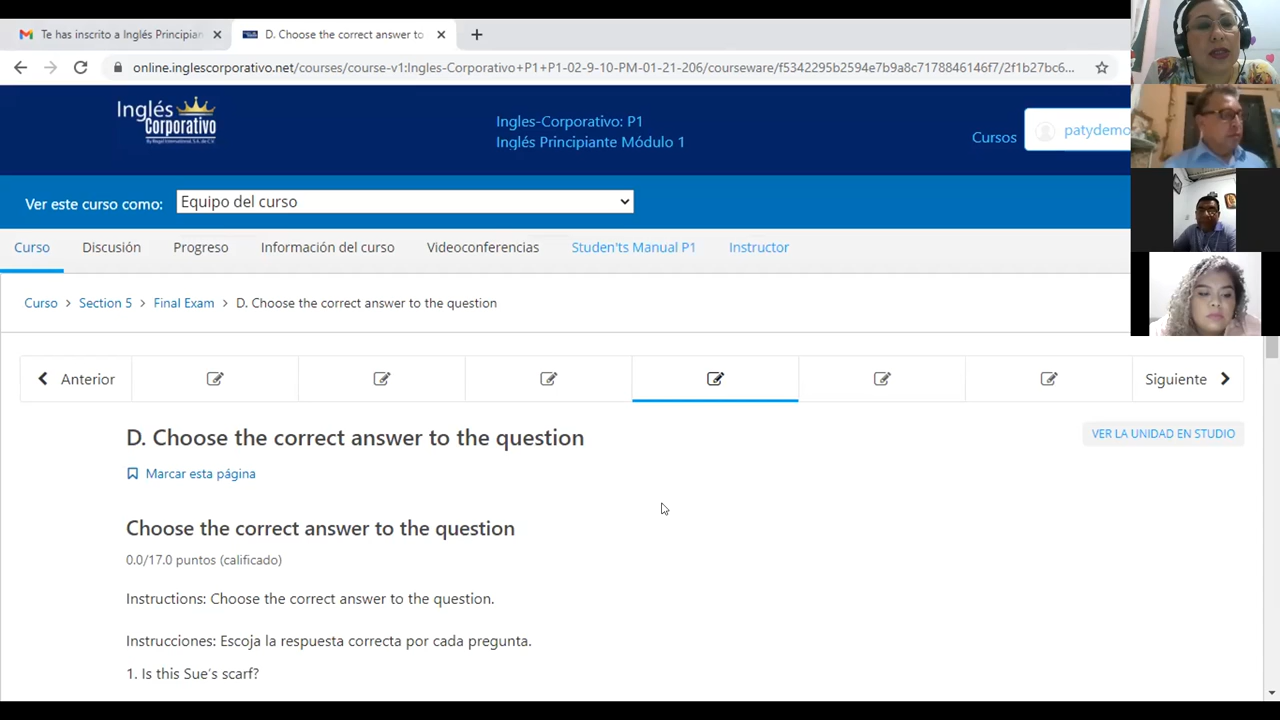 Te has inscrito a Inglés Principian
D. Choose the correct answer to
online.inglescorporativo.net/courses/course-v1:Ingles-Corporativo+P1+P1-02-9-10-PM-01-21-206/courseware/f5342295b2594e7b9a8c7178846146f7/2f1b27bc6...
Inglés
Corporativo
Ingles-Corporativo: P1
Inglés Principiante Módulo 1
Cursos
patydemo
Ver este curso como:
Equipo del curso
Curso
Discusión
Progreso
Información del curso
Videoconferencias
Studen'ts Manual P1
Instructor
Curso > Section 5 > Final Exam > D. Choose the correct answer to the question
Anterior
Siguiente
D. Choose the correct answer to the question
VER LA UNIDAD EN STUDIO
Marcar esta página
Choose the correct answer to the question
0.0/17.0 puntos (calificado)
Instructions: Choose the correct answer to the question.
Instrucciones: Escoja la respuesta correcta por cada pregunta.
1. Is this Sue's scarf?